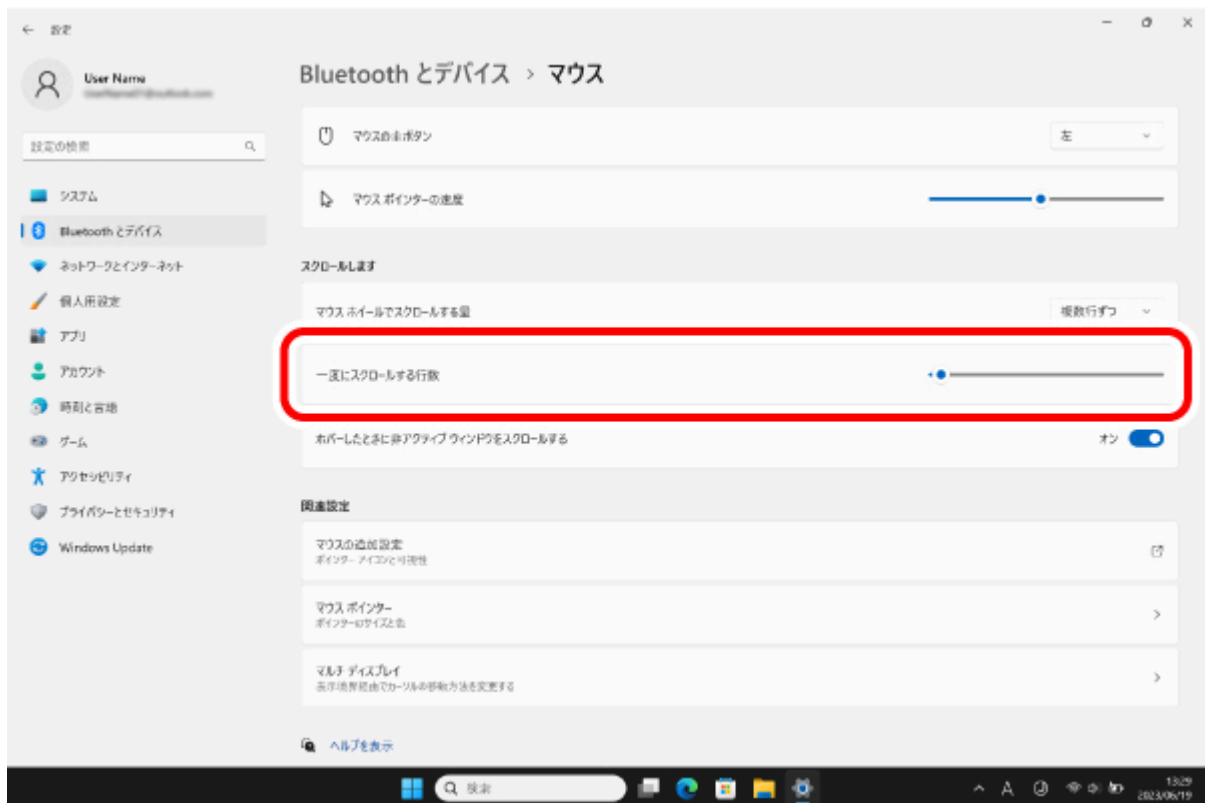 設定
User Name
Bluetooth とデバイス > マウス
マウスの主ボタン
左
設定の検索
マウス ポインターの速度
システム
Bluetooth とデバイス
ネットワークとインターネット
スクロールします
個人用設定
マウス ホイールでスクロールする量
複数行ずつ
アプリ
一度にスクロールする行数
アカウント
時刻と言語
ゲーム
ホバーしたときに非アクティブ ウィンドウをスクロールする
オン
アクセシビリティ
プライバシーとセキュリティ
関連設定
Windows Update
マウスの追加設定
ポインター アイコンと可視性
マウス ポインター
ポインターのサイズと色
マルチ ディスプレイ
表示境界経由でカーソルの移動方法を変更する
ヘルプを表示
検索
A
13:29
2023/06/19